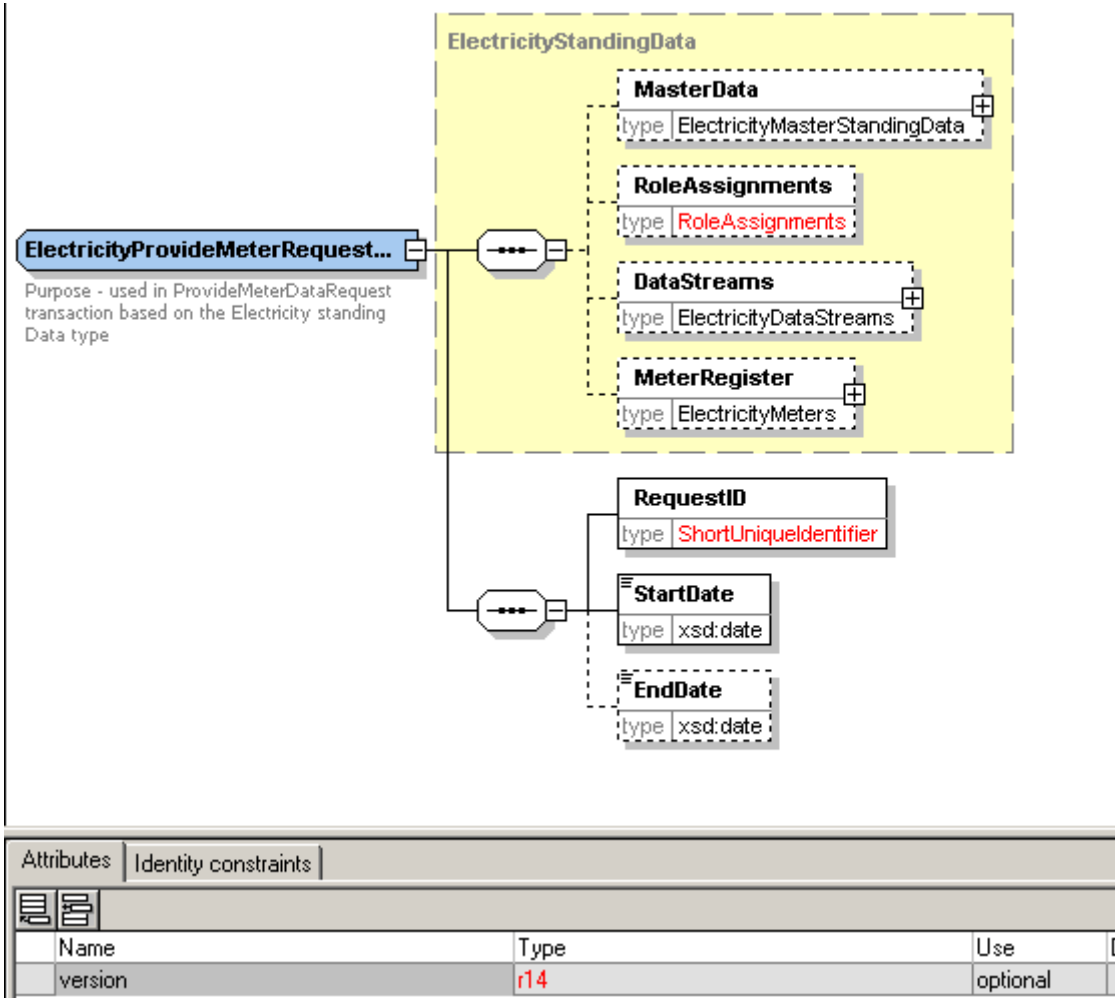 ElectricityStandingData
MasterData
type ElectricityMasterStandingData
RoleAssignments
type RoleAssignments
ElectricityProvideMeterRequest...
Purpose - used in ProvideMeterDataRequest
transaction based on the Electricity standing
Data type
DataStreams
type ElectricityDataStreams
MeterRegister
type ElectricityMeters
RequestID
type ShortUniqueIdentifier
StartDate
type xsd:date
EndDate
type xsd:date
Attributes Identity constraints
Name Type Use
version r14 optional